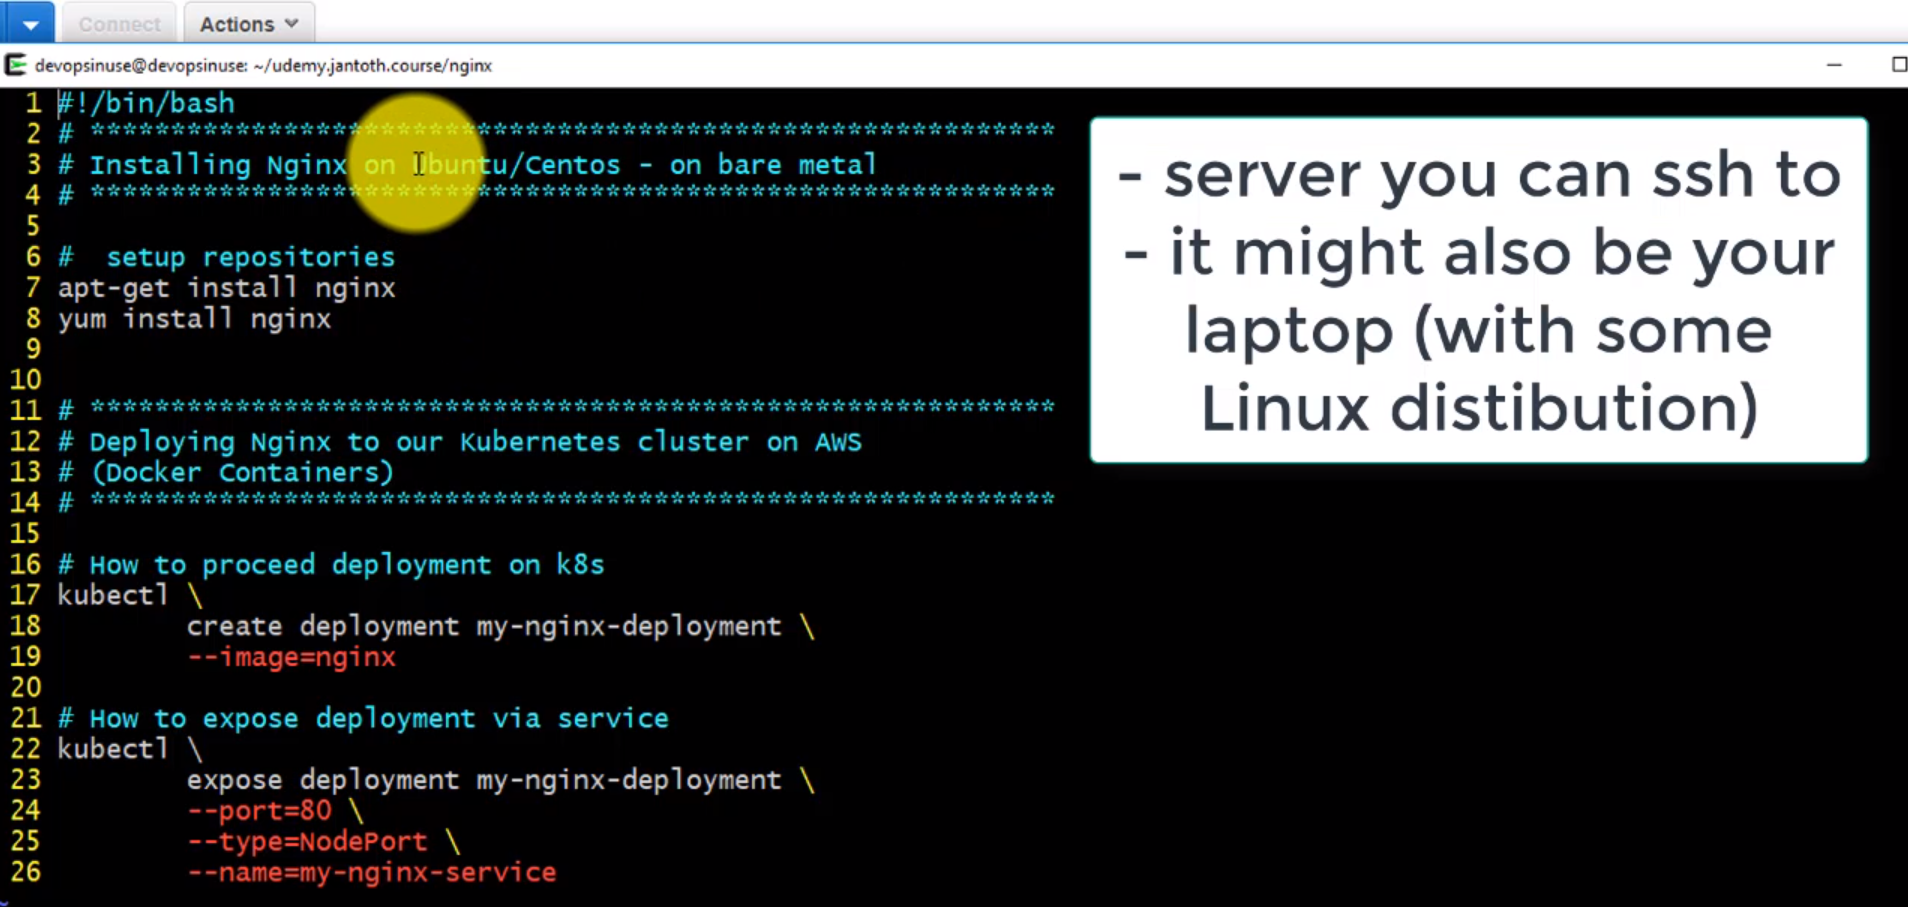 Connect
Actions
devopsinuse@devopsinuse: ~/udemy.jantoth.course/nginx
1 #!/bin/bash
2 # ************************************************************
3 # Installing Nginx on Ubuntu/Centos - on bare metal
4 # ************************************************************
5
6 #  setup repositories
7 apt-get install nginx
8 yum install nginx
9
10
11 # ************************************************************
12 # Deploying Nginx to our Kubernetes cluster on AWS
13 # (Docker Containers)
14 # ************************************************************
15
16 # How to proceed deployment on k8s
17 kubectl \
18         create deployment my-nginx-deployment \
19         --image=nginx
20
21 # How to expose deployment via service
22 kubectl \
23         expose deployment my-nginx-deployment \
24         --port=80 \
25         --type=NodePort \
26         --name=my-nginx-service
~
- server you can ssh to
- it might also be your
laptop (with some
Linux distibution)